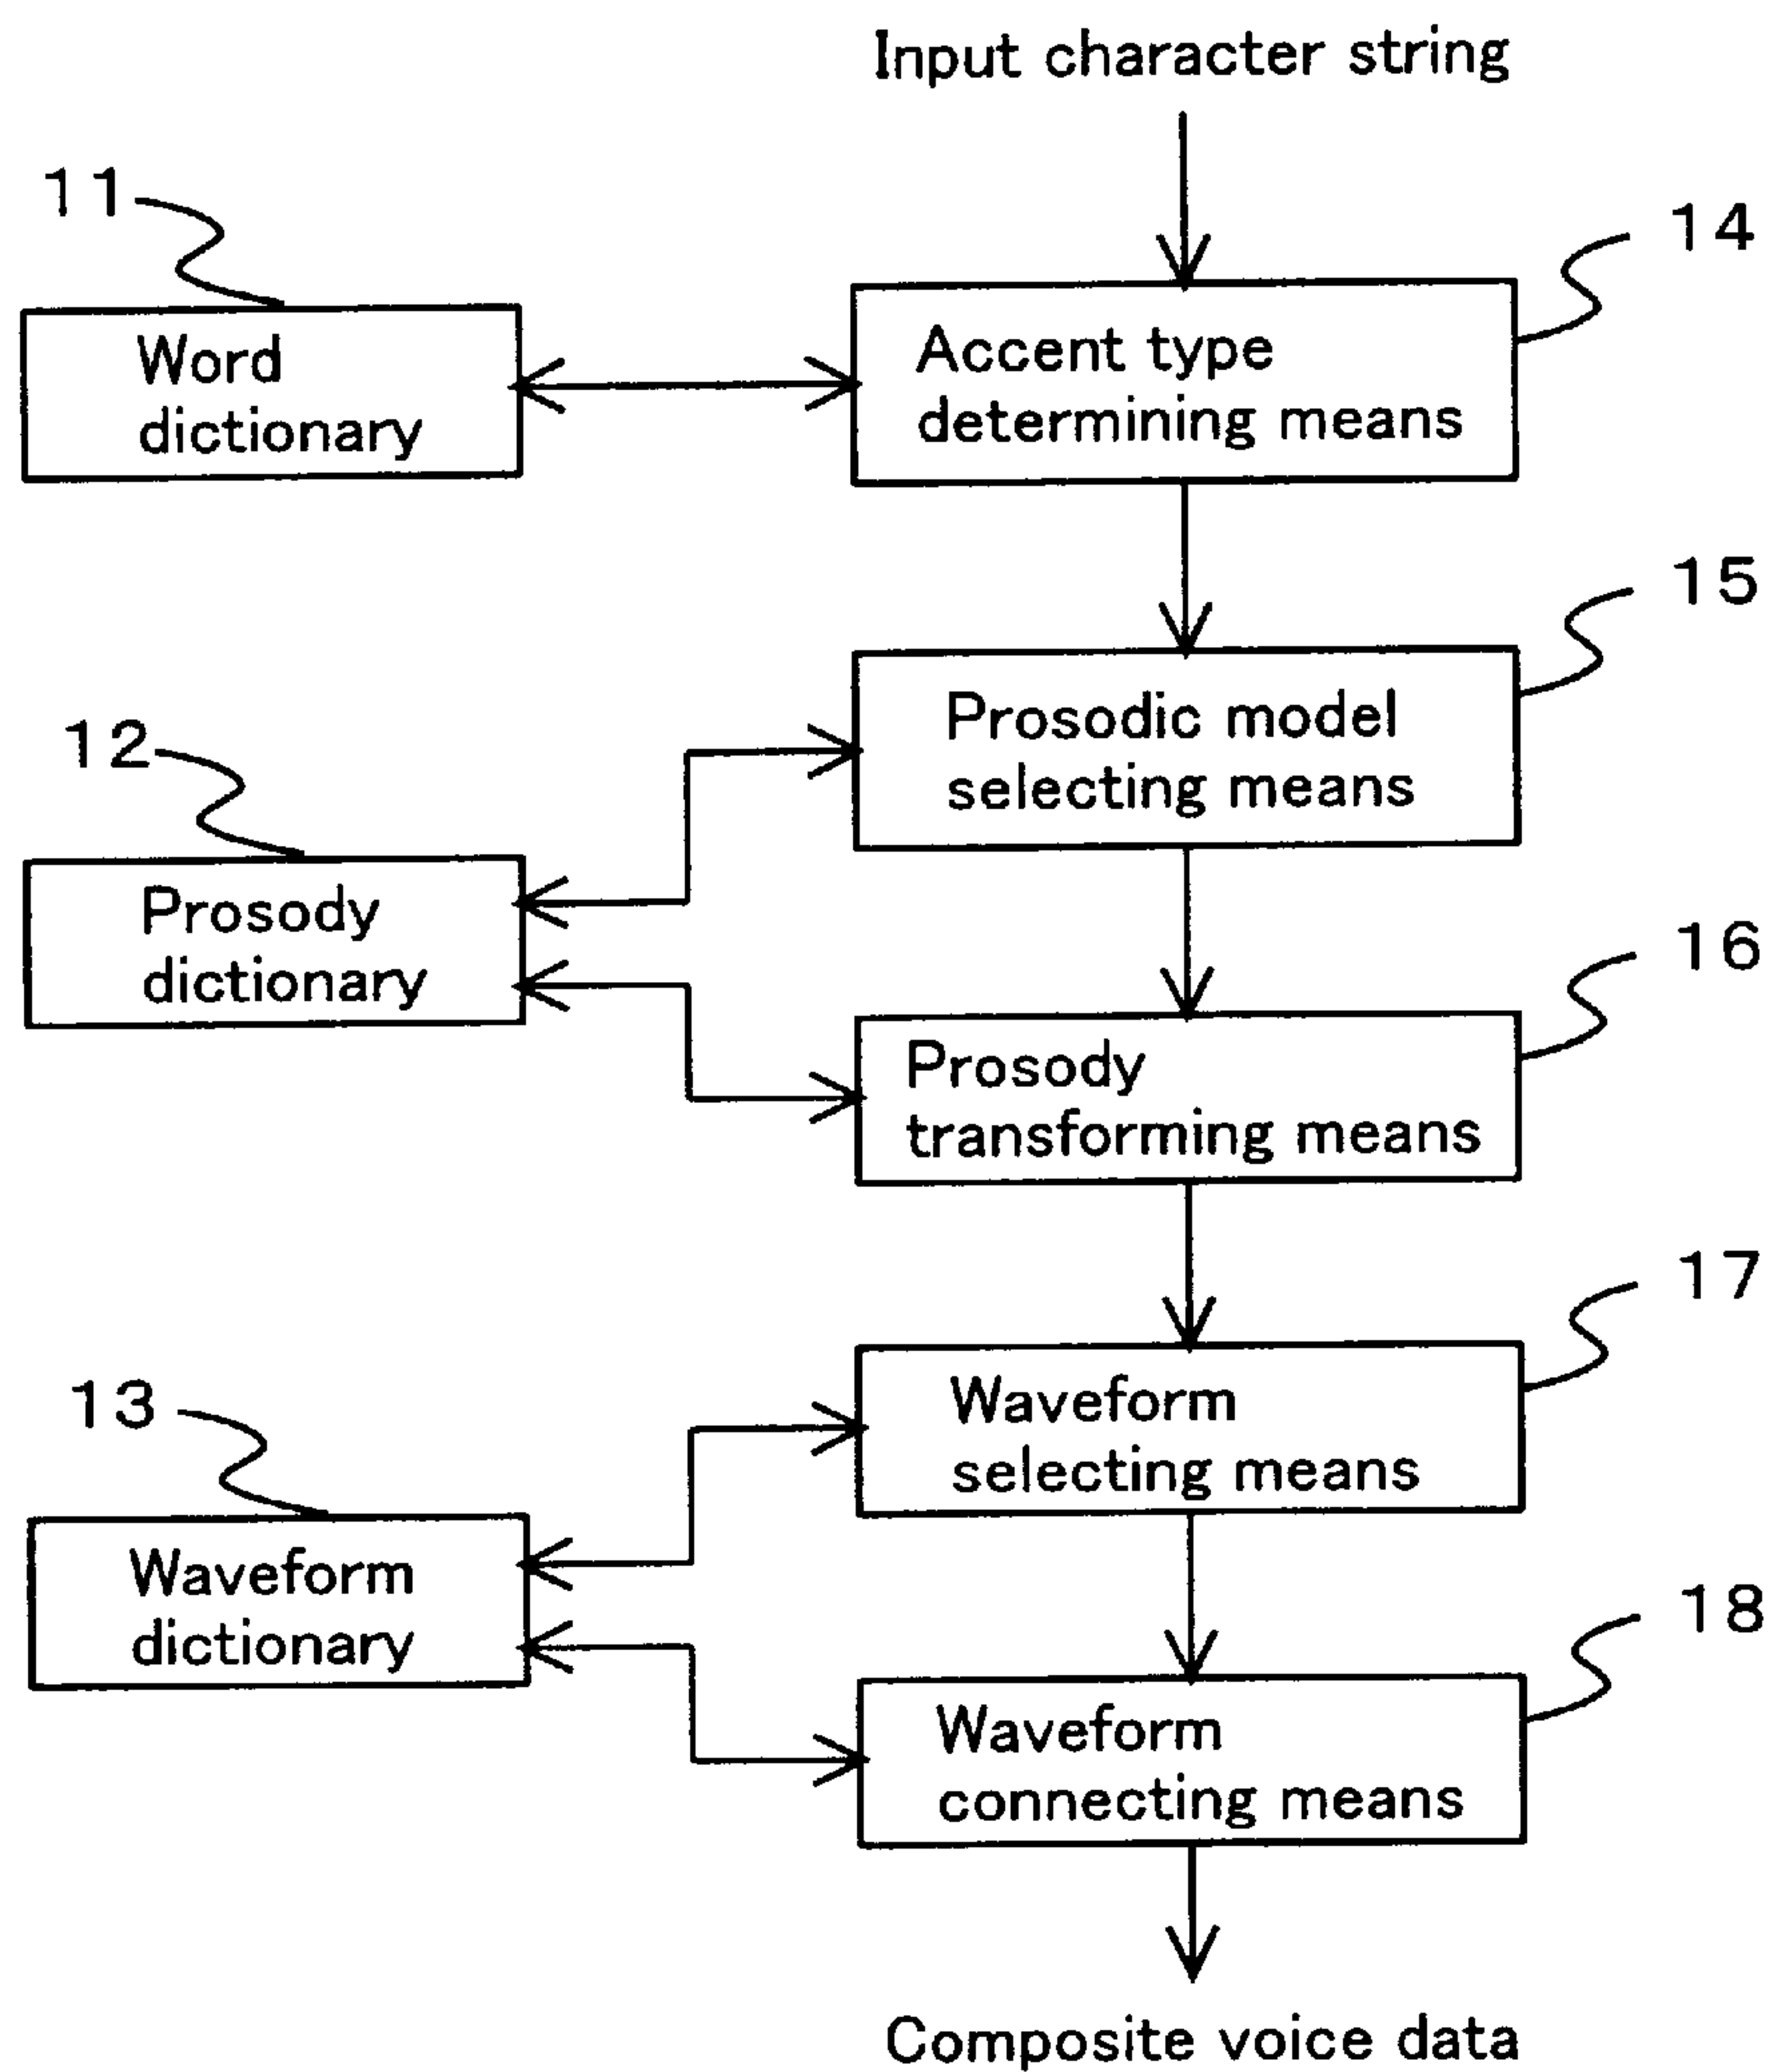 Input character string
11
14
Word
dictionary
Accent type
determining means
15
12
Prosodic model
selecting means
Prosody
dictionary
16
Prosody
transforming means
17
13
Waveform
selecting means
Waveform
dictionary
18
Waveform
connecting means
Composite voice data